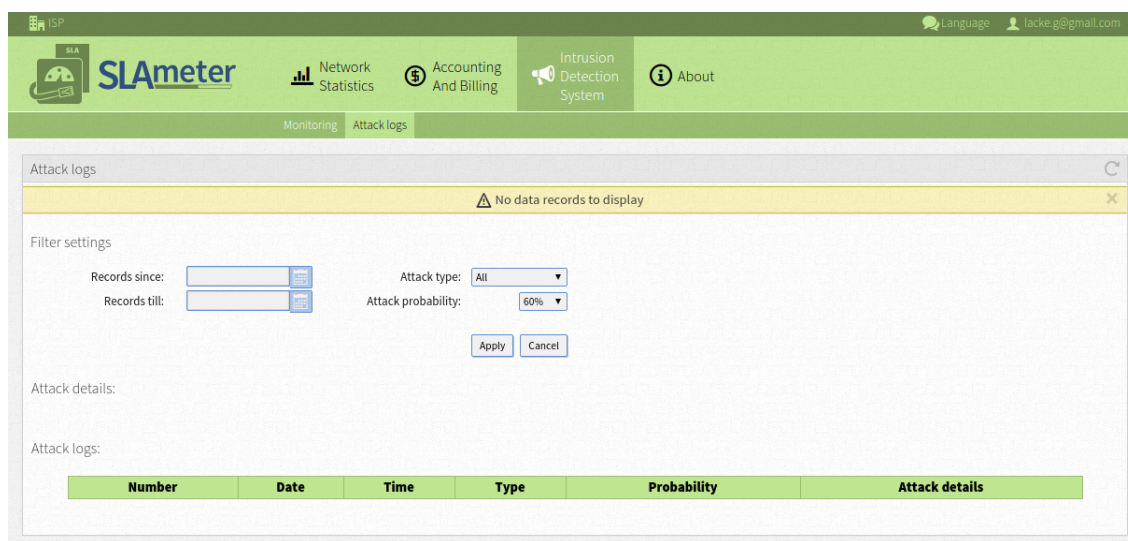 ISP
Language lacke.g@gmail.com
SLA
SLAmeter
Network
Statistics
Accounting
And Billing
Intrusion
Detection
System
About
Monitoring Attack logs
Attack logs
No data records to display
Filter settings
Records since: Attack type: All
Records till: Attack probability: 60%
Apply Cancel
Attack details:
Attack logs:
Number Date Time Type Probability Attack details